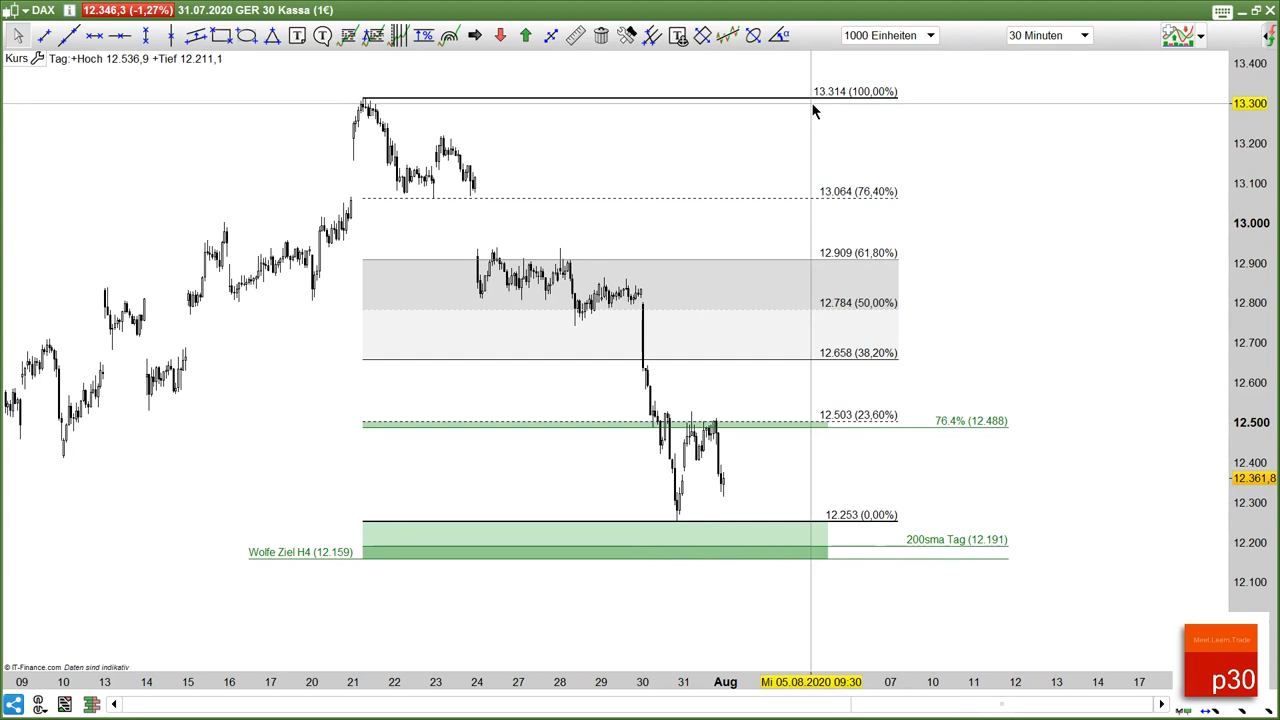 DAX 12.346,3 (-1,27%) 31.07.2020 GER 30 Kassa (1€)
1000 Einheiten 30 Minuten
Kurs Tag:+Hoch 12.536,9 +Tief 12.211,1
13.400
13.314 (100,00%)
13.300
13.200
13.064 (76,40%)
13.100
13.000
12.909 (61,80%)
12.900
12.784 (50,00%)
12.800
12.700
12.658 (38,20%)
12.600
12.503 (23,60%)
76.4% (12.488)
12.500
12.400
12.361,8
12.300
12.253 (0,00%)
200sma Tag (12.191)
12.200
Wolfe Ziel H4 (12.159)
12.100
Meet.Learn.Trade
p30
© IT-Finance.com Daten sind indikativ
09 10 13 14 15 16 17 20 21 22 23 24 27 28 29 30 31 Aug Mi 05.08.2020 09:30 07 10 11 12 13 14 17